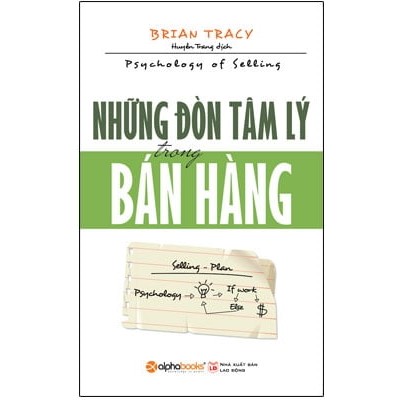 BRIAN TRACY
Huyền Trang dịch
Psychology of Selling
NHỮNG ĐÒN TÂM LÝ
trong
BÁN HÀNG
Selling - Plan
Psychology
If work
Else
$
alphabooks
NHÀ XUẤT BẢN
LAO ĐỘNG